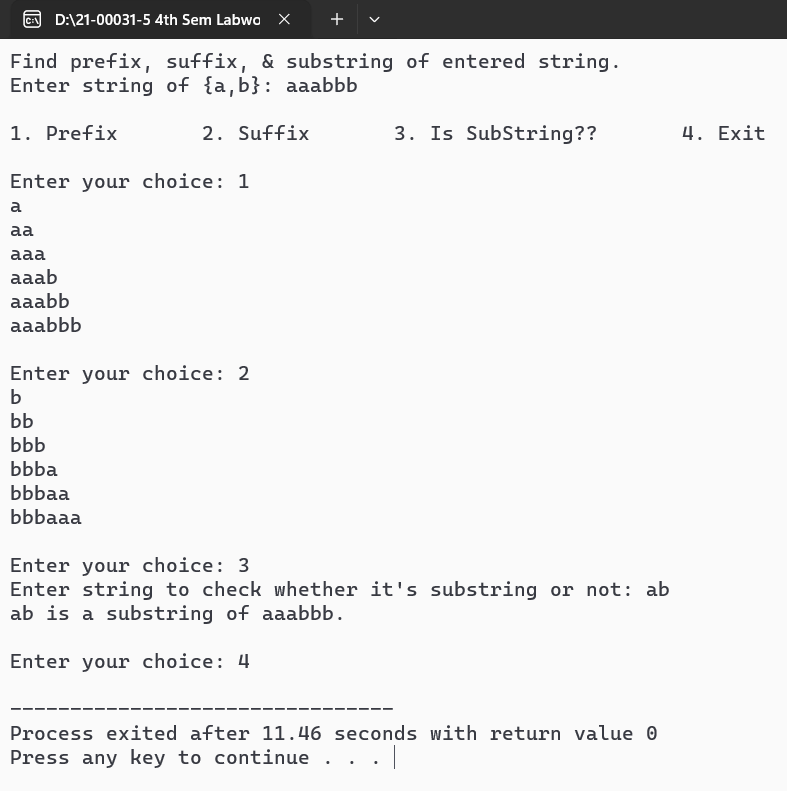 D:\21-00031-5 4th Sem Labwo
Find prefix, suffix, & substring of entered string.
Enter string of {a,b}: aaabbb
1. Prefix 2. Suffix 3. Is SubString?? 4. Exit
Enter your choice: 1
a
aa
aaa
aaab
aaabb
aaabbb
Enter your choice: 2
b
bb
bbb
bbba
bbbaa
bbbaaa
Enter your choice: 3
Enter string to check whether it's substring or not: ab
ab is a substring of aaabbb.
Enter your choice: 4
--------------------------------
Process exited after 11.46 seconds with return value 0
Press any key to continue . . .